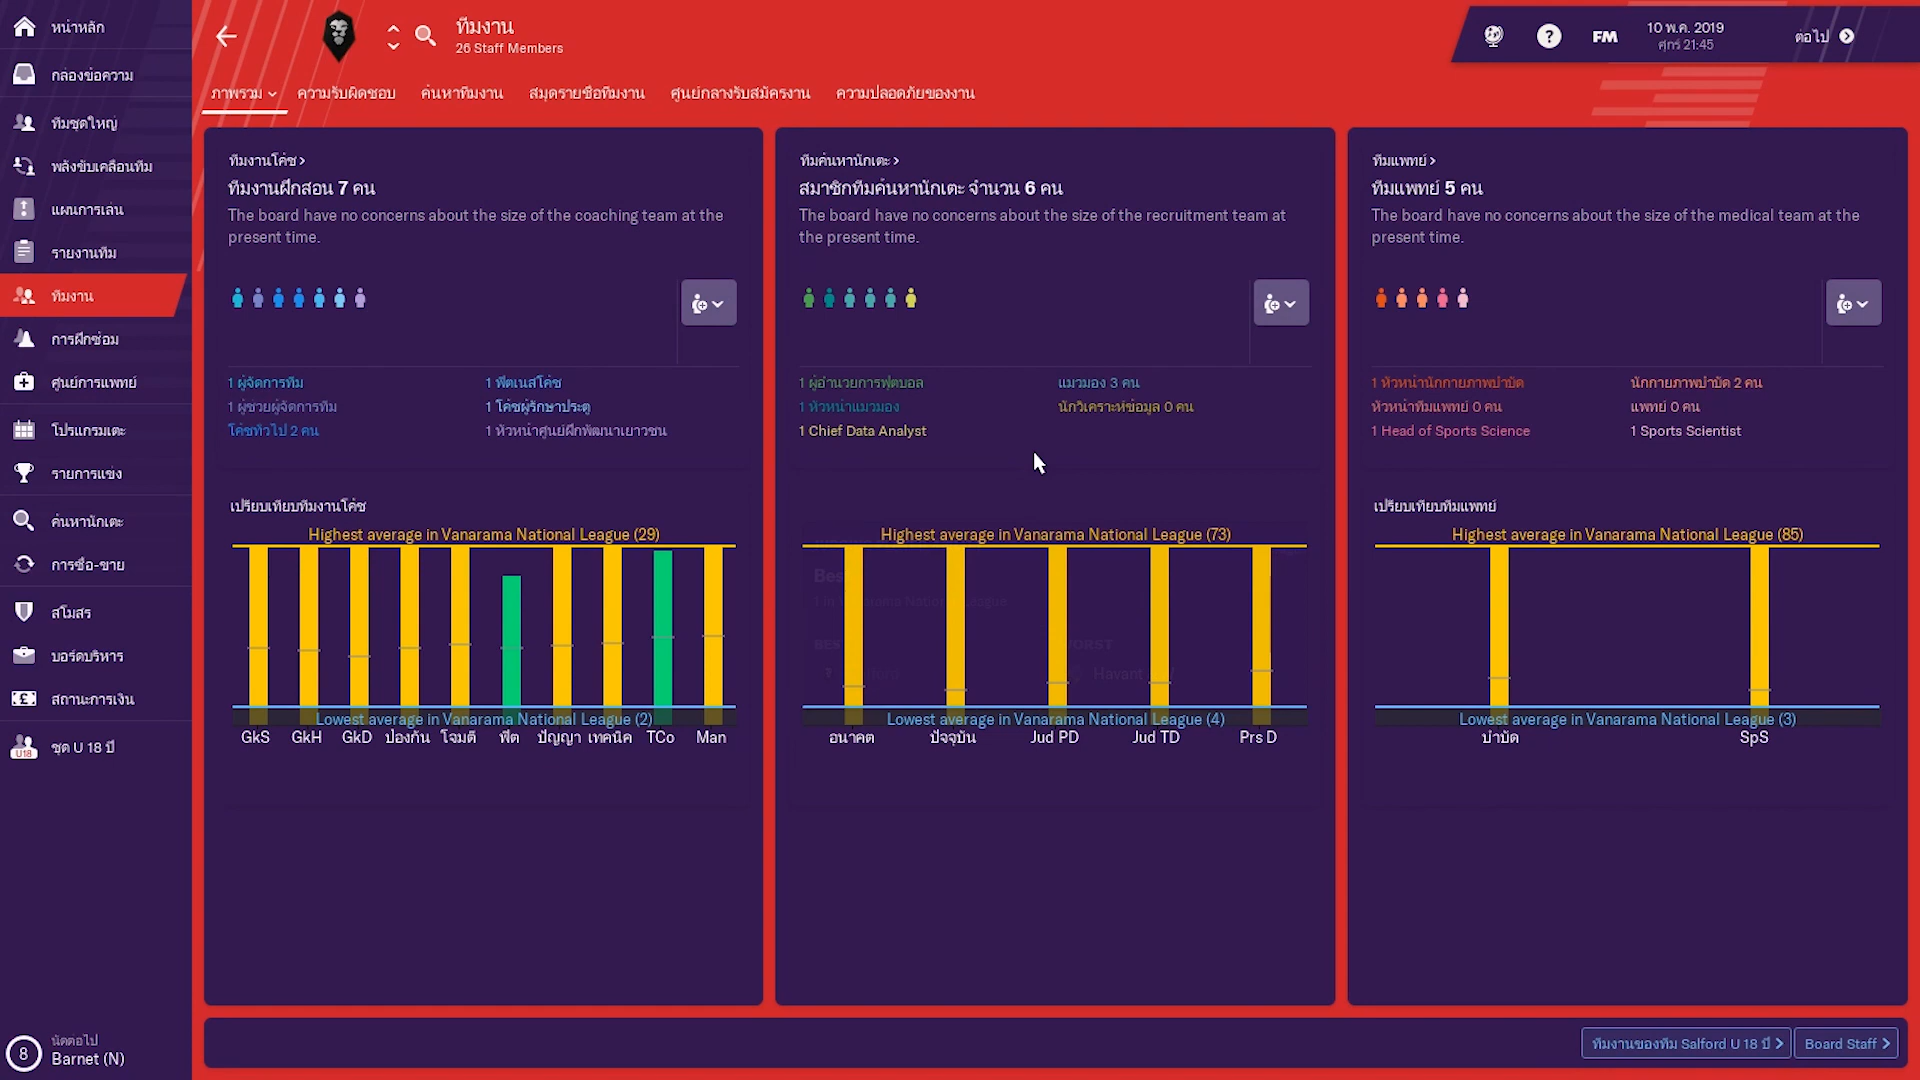 หน้าหลัก
กล่องข้อความ
ทีมชุดใหญ่
พลังขับเคลื่อนทีม
แผนการเล่น
รายงานทีม
ทีมงาน
การฝึกซ้อม
ศูนย์การแพทย์
โปรแกรมเตะ
รายการแข่ง
ค้นหานักเตะ
การซื้อ-ขาย
สโมสร
บอร์ดบริหาร
สถานะการเงิน
U18 ชุด U 18 ปี
8 นัดต่อไป
Barnet (N)
ทีมงาน
26 Staff Members
FM
10 พ.ค. 2019
ศุกร์ 21:45
ต่อไป
ภาพรวม ความรับผิดชอบ ค้นหาทีมงาน สมุดรายชื่อทีมงาน ศูนย์กลางรับสมัครงาน ความปลอดภัยของงาน
ทีมงานโค้ช >
ทีมงานฝึกสอน 7 คน
The board have no concerns about the size of the coaching team at the
present time.
1 ผู้จัดการทีม
1 ผู้ช่วยผู้จัดการทีม
โค้ชทั่วไป 2 คน
1 ฟิตเนสโค้ช
1 โค้ชผู้รักษาประตู
1 หัวหน้าศูนย์ฝึกพัฒนาเยาวชน
เปรียบเทียบทีมงานโค้ช
Highest average in Vanarama National League (29)
Lowest average in Vanarama National League (2)
GkS GkH GkD ป้องกัน โจมตี ฟิต ปัญญา เทคนิค TCo Man
ทีมค้นหานักเตะ >
สมาชิกทีมค้นหานักเตะ จำนวน 6 คน
The board have no concerns about the size of the recruitment team at
the present time.
1 ผู้อำนวยการฟุตบอล
1 หัวหน้าแมวมอง
1 Chief Data Analyst
แมวมอง 3 คน
นักวิเคราะห์ข้อมูล 0 คน
Highest average in Vanarama National League (73)
Lowest average in Vanarama National League (4)
อนาคต ปัจจุบัน Jud PD Jud TD Prs D
ทีมแพทย์ >
ทีมแพทย์ 5 คน
The board have no concerns about the size of the medical team at the
present time.
1 หัวหน้านักกายภาพบำบัด
หัวหน้าทีมแพทย์ 0 คน
1 Head of Sports Science
นักกายภาพบำบัด 2 คน
แพทย์ 0 คน
1 Sports Scientist
เปรียบเทียบทีมแพทย์
Highest average in Vanarama National League (85)
Lowest average in Vanarama National League (3)
บำบัด SpS
ทีมงานของทีม Salford U 18 ปี >
Board Staff >